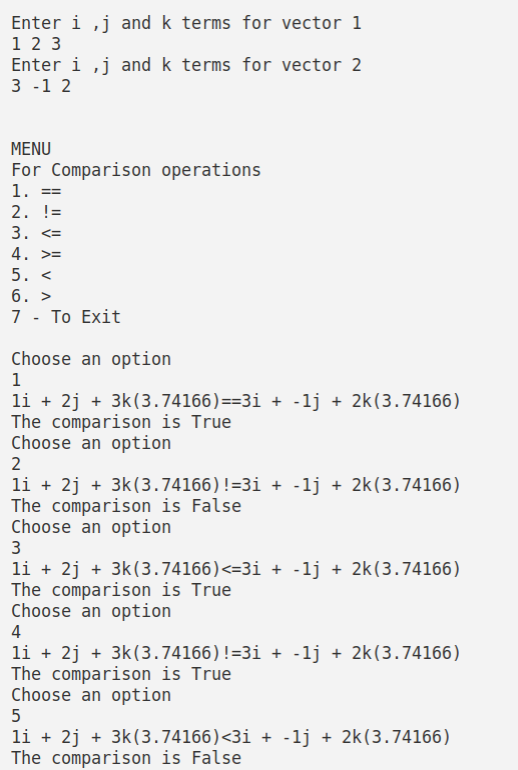 Enter i ,j and k terms for vector 1
1 2 3
Enter i ,j and k terms for vector 2
3 -1 2
MENU
For Comparison operations
1. ==
2. !=
3. <=
4. >=
5. <
6. >
7 - To Exit
Choose an option
1
1i + 2j + 3k(3.74166)==3i + -1j + 2k(3.74166)
The comparison is True
Choose an option
2
1i + 2j + 3k(3.74166)!=3i + -1j + 2k(3.74166)
The comparison is False
Choose an option
3
1i + 2j + 3k(3.74166)<=3i + -1j + 2k(3.74166)
The comparison is True
Choose an option
4
1i + 2j + 3k(3.74166)!=3i + -1j + 2k(3.74166)
The comparison is True
Choose an option
5
1i + 2j + 3k(3.74166)<3i + -1j + 2k(3.74166)
The comparison is False